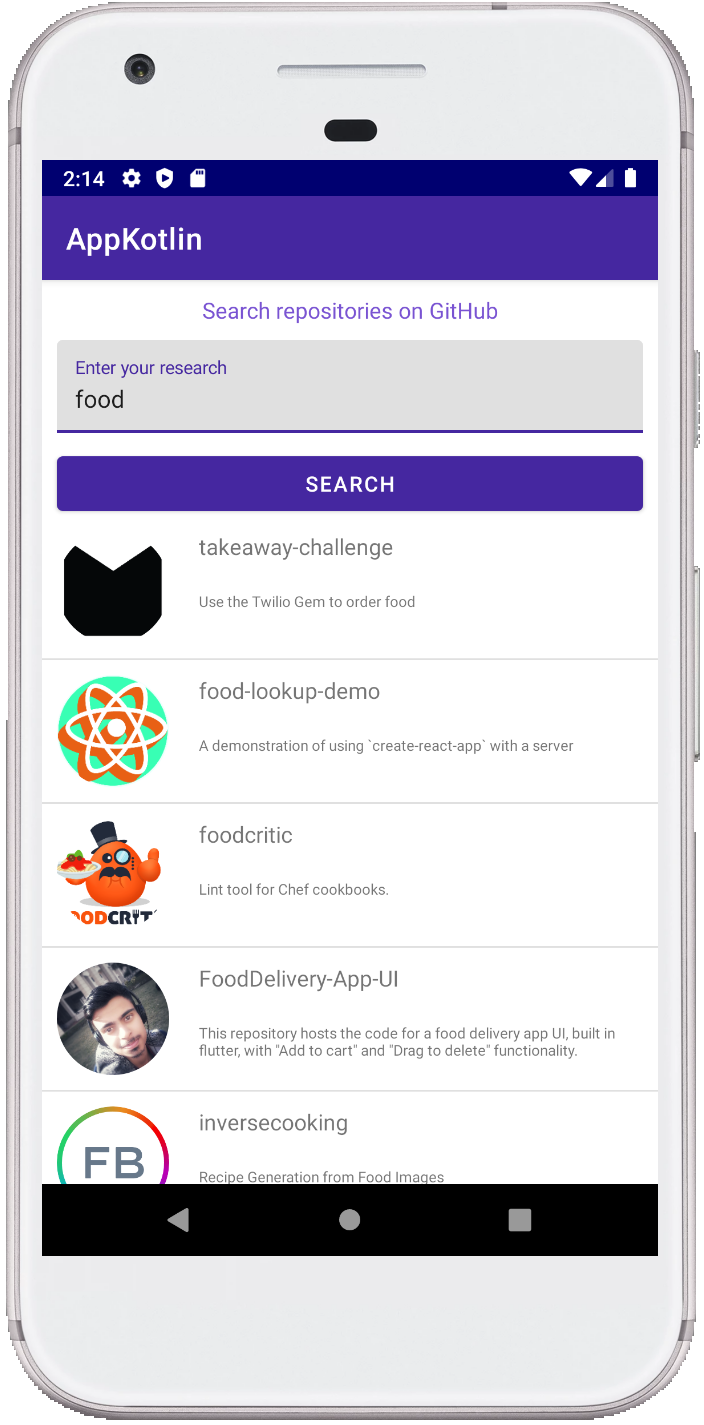 2:14
AppKotlin
Search repositories on GitHub
Enter your research
food
SEARCH
takeaway-challenge
Use the Twilio Gem to order food
food-lookup-demo
A demonstration of using `create-react-app` with a server
foodcritic
Lint tool for Chef cookbooks.
OODCRIT
FoodDelivery-App-UI
This repository hosts the code for a food delivery app UI, built in
flutter, with "Add to cart" and "Drag to delete" functionality.
inversecooking
FB
Recipe Generation from Food Images